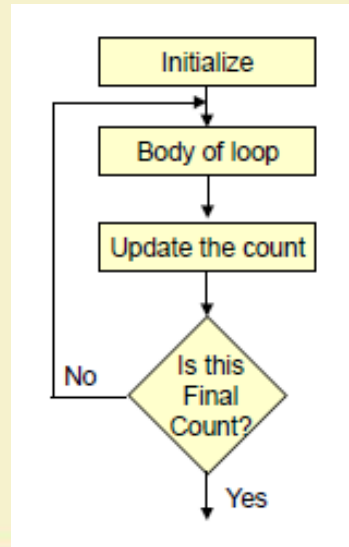 Initialize
Body of loop
Update the count
Is this
Final
Count?
No
Yes